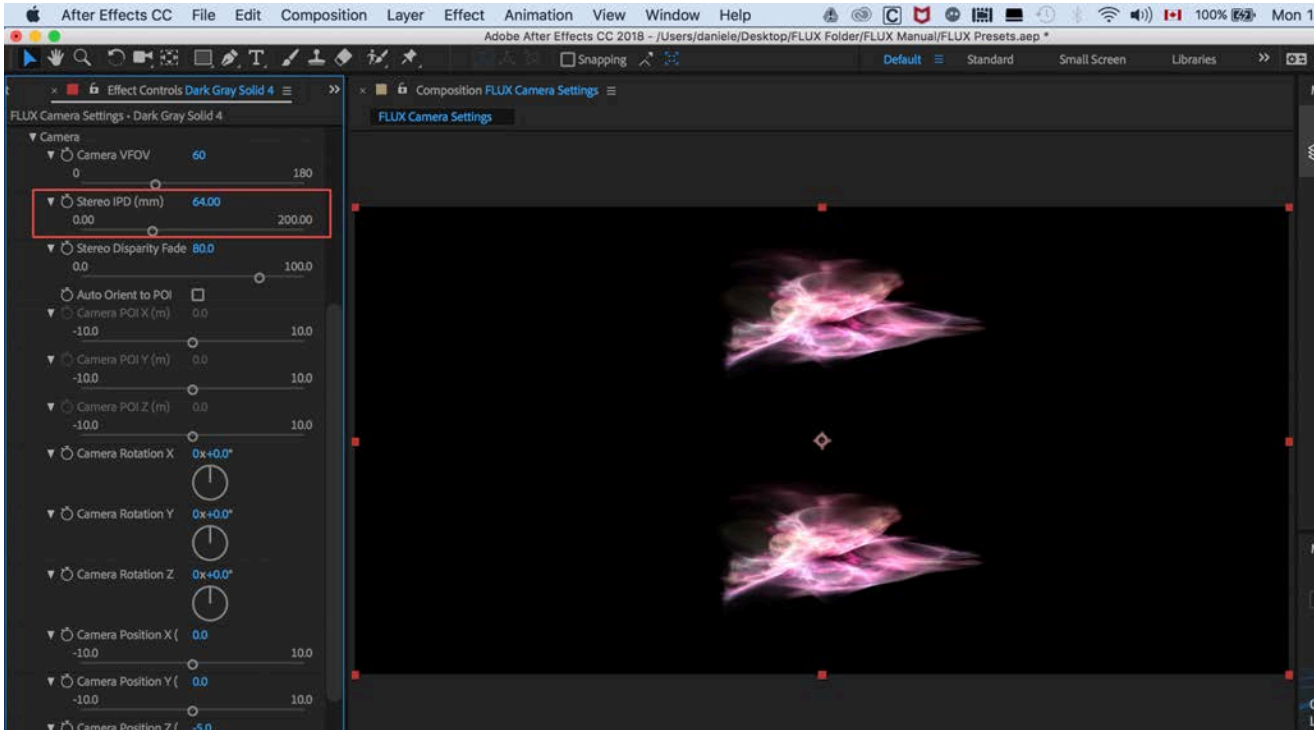 After Effects CC File Edit Composition Layer Effect Animation View Window Help 100% Mon 1
Adobe After Effects CC 2018 - /Users/daniele/Desktop/FLUX Folder/FLUX Manual/FLUX Presets.aep *
Snapping Default Standard Small Screen Libraries
Effect Controls Dark Gray Solid 4
Composition FLUX Camera Settings
FLUX Camera Settings • Dark Gray Solid 4
FLUX Camera Settings
Camera
Camera VFOV 60
0 180
Stereo IPD (mm) 64.00
0.00 200.00
Stereo Disparity Fade 80.0
0.0 100.0
Auto Orient to POI
Camera POI X (m) 0.0
-10.0 10.0
Camera POI Y (m) 0.0
-10.0 10.0
Camera POI Z (m) 0.0
-10.0 10.0
Camera Rotation X 0x+0.0°
Camera Rotation Y 0x+0.0°
Camera Rotation Z 0x+0.0°
Camera Position X ( 0.0
-10.0 10.0
Camera Position Y ( 0.0
-10.0 10.0
Camera Position Z ( -5.0